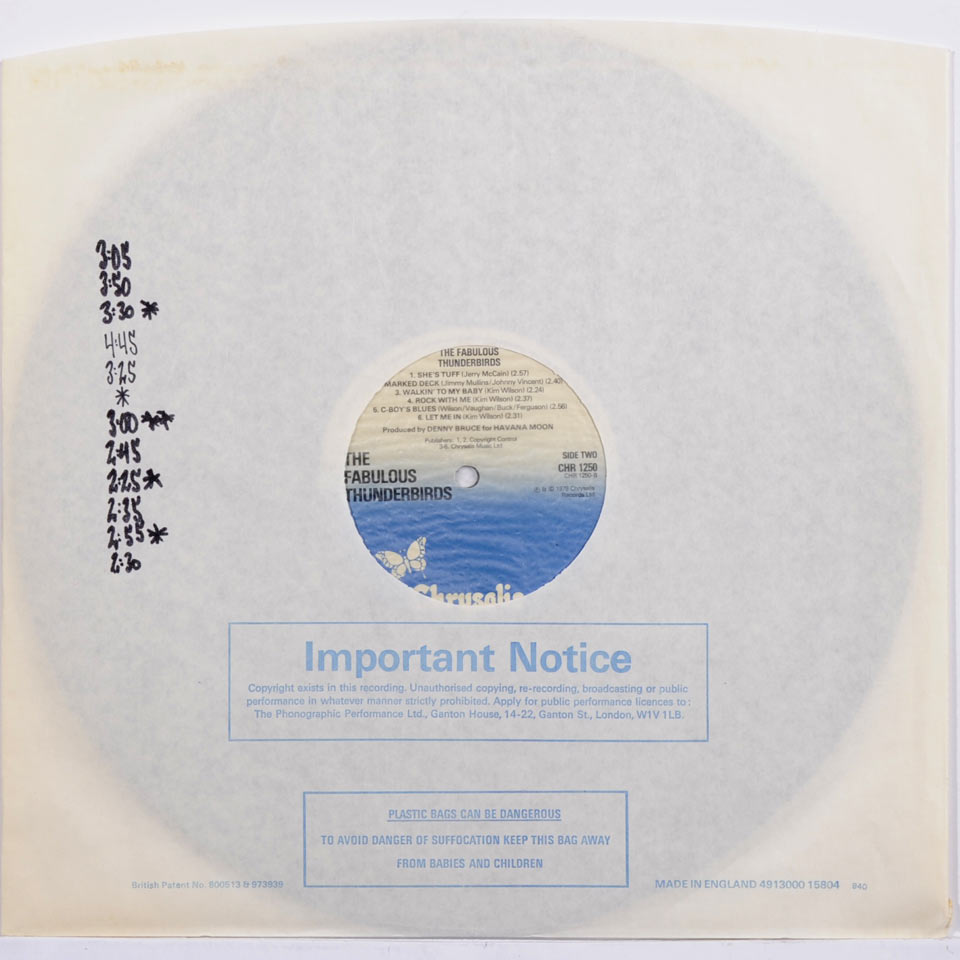 3:05
3:50
3:30 *
4:45
3:25
*
3:00 **
2:45
2:25 *
2:35
2:55 *
2:30
THE FABULOUS
THUNDERBIRDS
1. SHE'S TUFF (Jerry McCain) (2.57)
MARKED DECK (Jimmy Mullins/Johnny Vincent) (2.40)
3. WALKIN' TO MY BABY (Kim Wilson) (2.24)
4. ROCK WITH ME (Kim Wilson) (2.37)
5. C-BOY'S BLUES (Wilson/Vaughan/Buck/Ferguson) (2.56)
6. LET ME IN (Kim Wilson) (2.31)
Produced by DENNY BRUCE for HAVANA MOON
Publishers: 1, 2, Copyright Control
3-6, Chrysalis Music Ltd
THE
FABULOUS
THUNDERBIRDS
SIDE TWO
CHR 1250
CHR 1250-B
℗ & © 1979 Chrysalis
Records Ltd
Chrysalis
Important Notice
Copyright exists in this recording. Unauthorised copying, re-recording, broadcasting or public
performance in whatever manner strictly prohibited. Apply for public performance licences to:
The Phonographic Performance Ltd., Ganton House, 14-22, Ganton St., London, W1V 1LB.
PLASTIC BAGS CAN BE DANGEROUS
TO AVOID DANGER OF SUFFOCATION KEEP THIS BAG AWAY
FROM BABIES AND CHILDREN
British Patent No. 800513 & 973939
MADE IN ENGLAND 4913000 15804 840